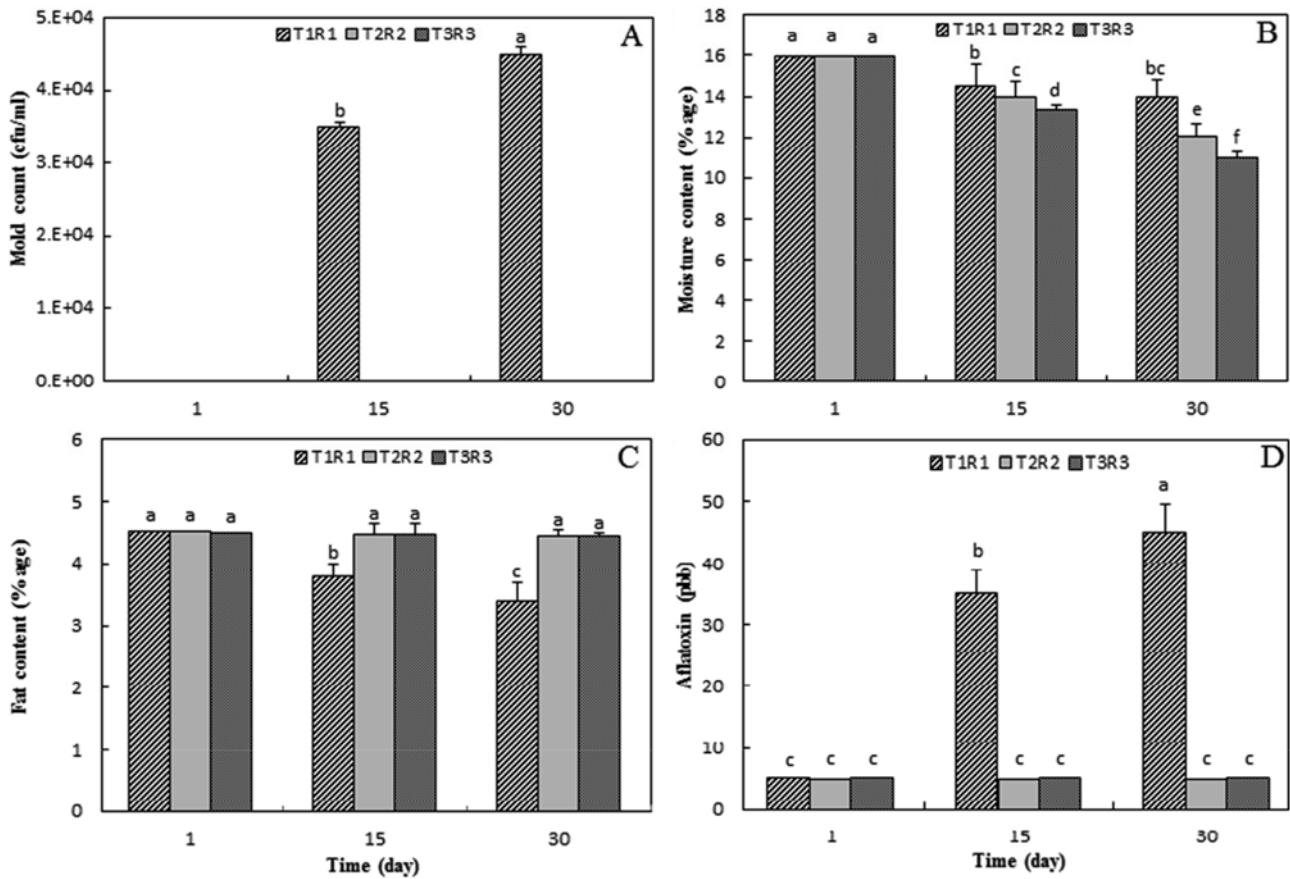 A
T1R1 T2R2 T3R3
5.E+04
4.E+04
3.E+04
2.E+04
1.E+04
0.E+00
Mold count (cfu/ml)
b
a
1 15 30
B
T1R1 T2R2 T3R3
18
16
14
12
10
8
6
4
2
0
Moisture content (% age)
a a a
b c d
bc e f
1 15 30
C
T1R1 T2R2 T3R3
6
5
4
3
2
1
0
Fat content (% age)
a a a
b a a
c a a
1 15 30
Time (day)
D
T1R1 T2R2 T3R3
60
50
40
30
20
10
0
Aflatoxin (pbb)
c c c
b c c
a c c
1 15 30
Time (day)